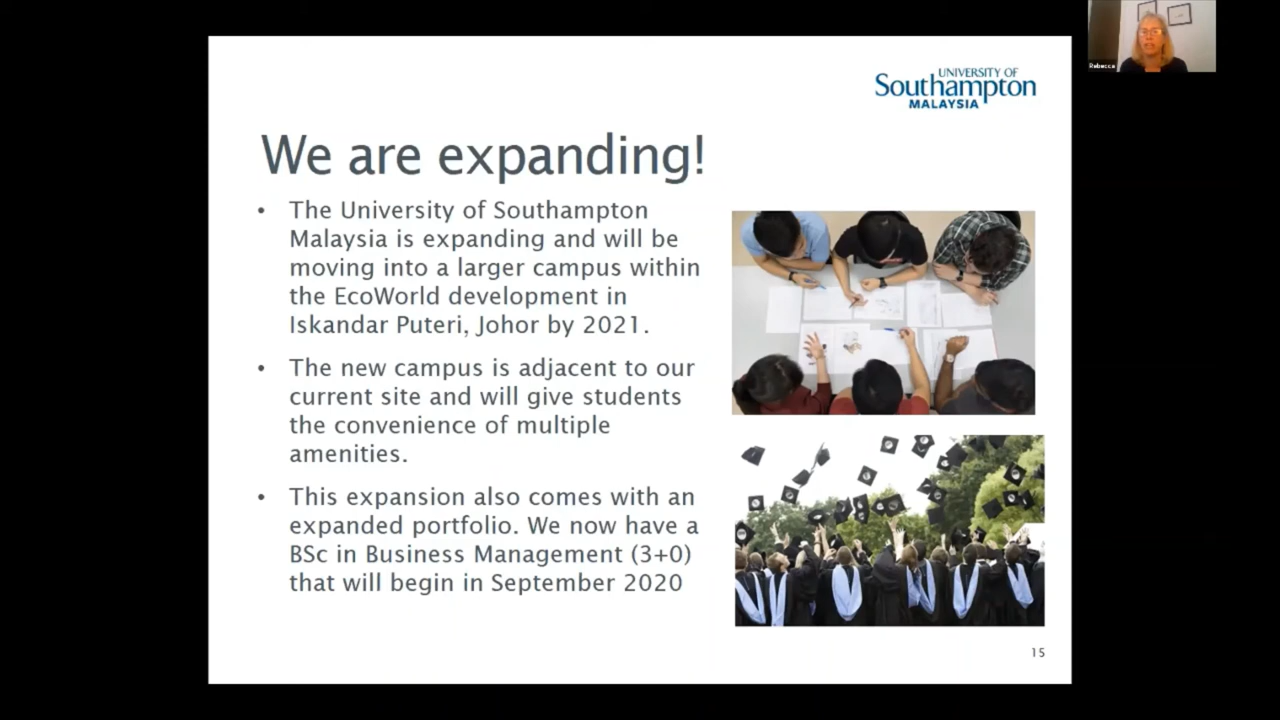 Rebecca
UNIVERSITY OF
Southampton
MALAYSIA
We are expanding!
• The University of Southampton
Malaysia is expanding and will be
moving into a larger campus within
the EcoWorld development in
Iskandar Puteri, Johor by 2021.
• The new campus is adjacent to our
current site and will give students
the convenience of multiple
amenities.
• This expansion also comes with an
expanded portfolio. We now have a
BSc in Business Management (3+0)
that will begin in September 2020
15